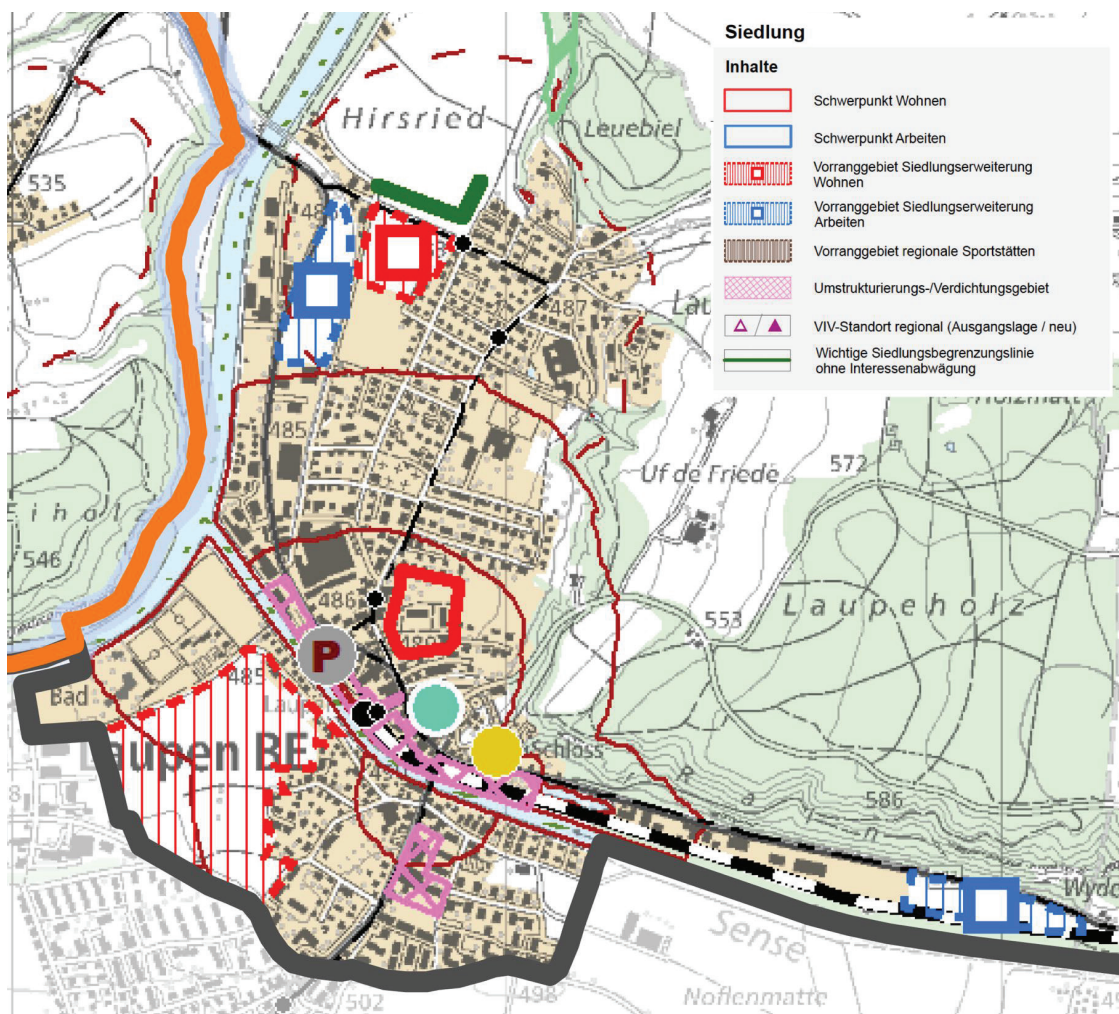 Siedlung
Inhalte
Schwerpunkt Wohnen
Schwerpunkt Arbeiten
Vorranggebiet Siedlungserweiterung
Wohnen
Vorranggebiet Siedlungserweiterung
Arbeiten
Vorranggebiet regionale Sportstätten
Umstrukturierungs-/Verdichtungsgebiet
VIV-Standort regional (Ausgangslage / neu)
Wichtige Siedlungsbegrenzungslinie
ohne Interessenabwägung
Hirsried
Leuebiel
535
487
485
Uf de Friede
572
Eiholz
546
486
553
Laupeholz
P
485
Bad
Laupen BE
Schloss
Rain
586
Sense
502
498
Noflenmatte